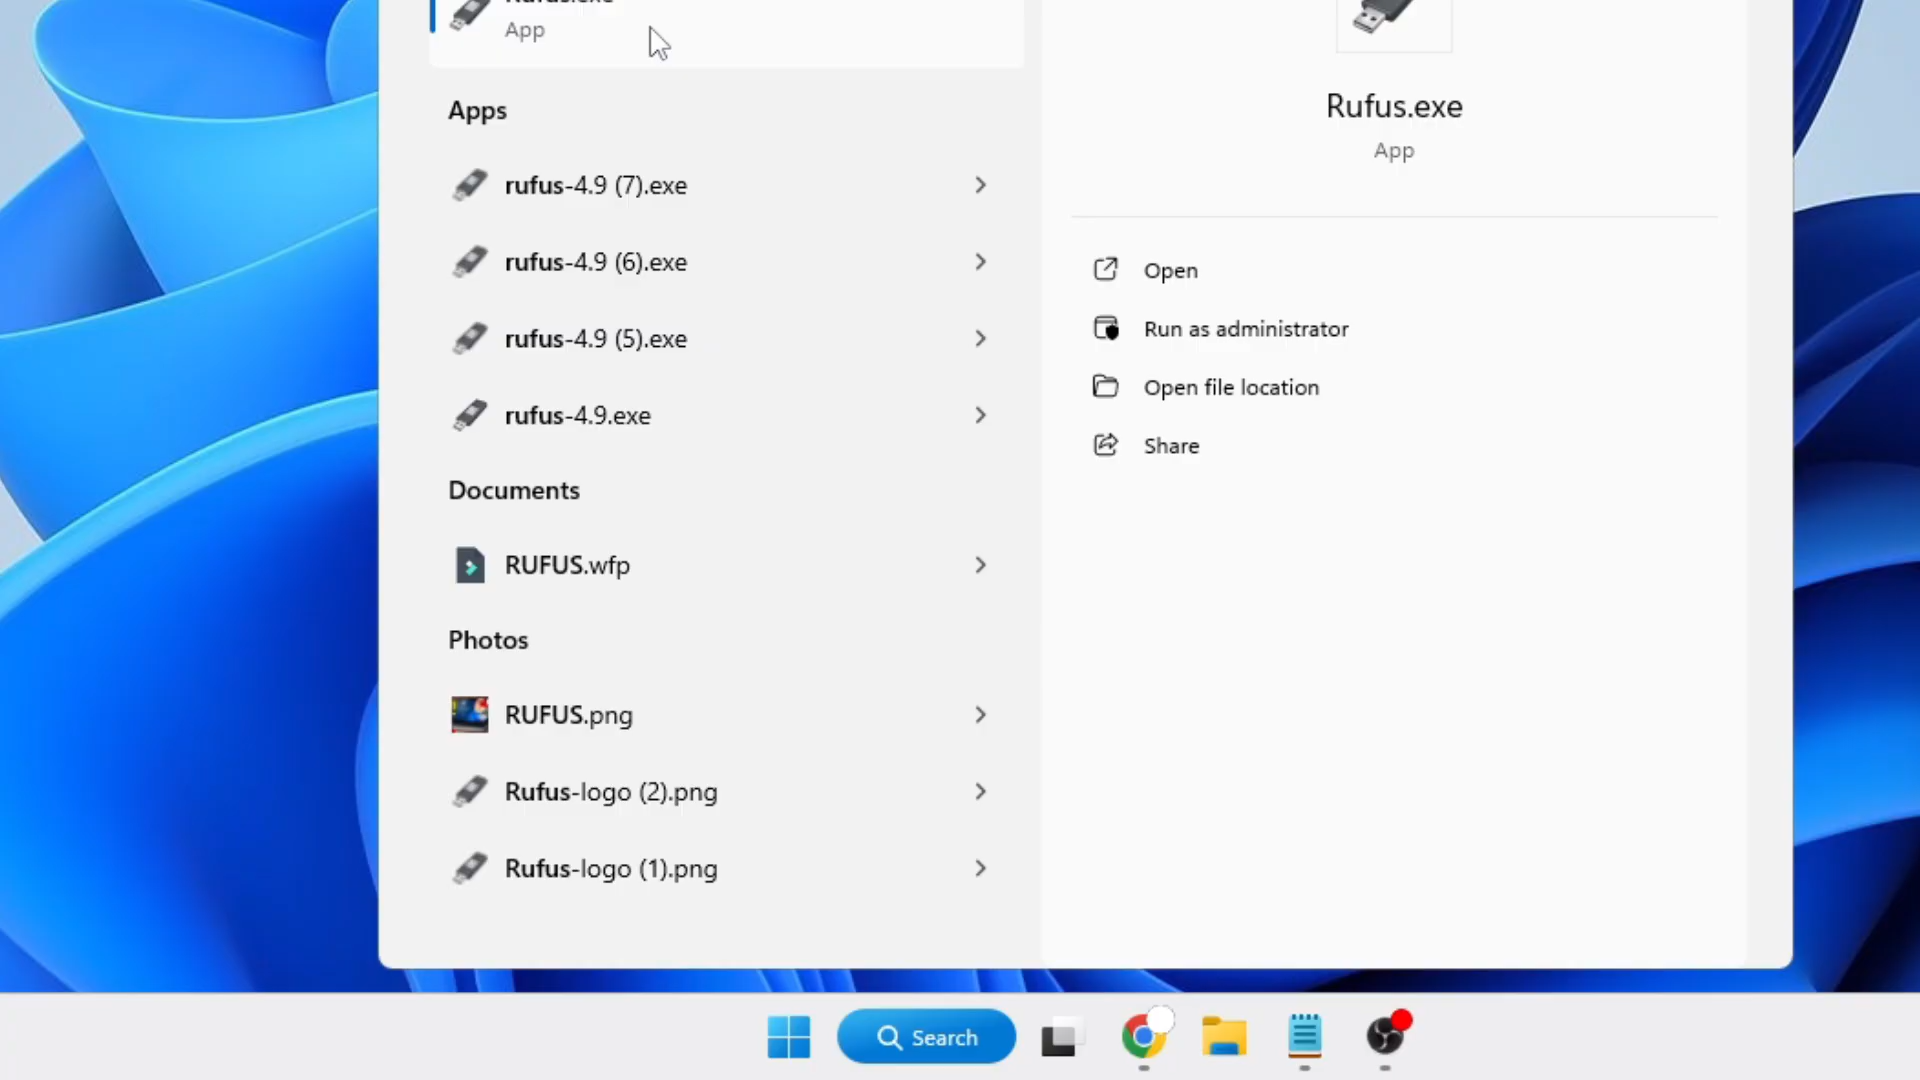 Rufus.exe
App
Apps
rufus-4.9 (7).exe
rufus-4.9 (6).exe
rufus-4.9 (5).exe
rufus-4.9.exe
Documents
RUFUS.wfp
Photos
RUFUS.png
Rufus-logo (2).png
Rufus-logo (1).png
Rufus.exe
App
Open
Run as administrator
Open file location
Share
Search